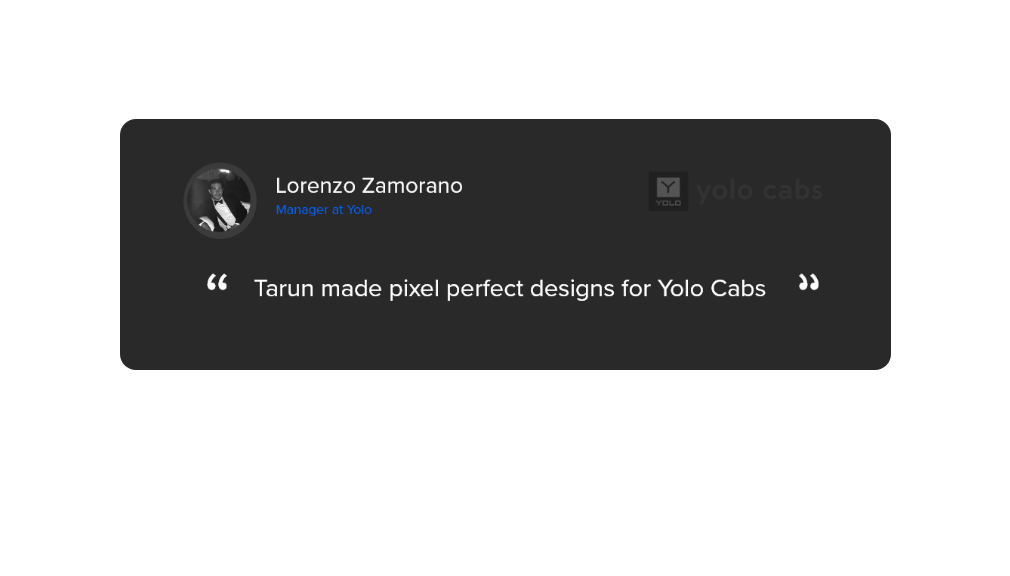 Lorenzo Zamorano
Manager at Yolo
YOLO
yolo cabs
“ Tarun made pixel perfect designs for Yolo Cabs ”